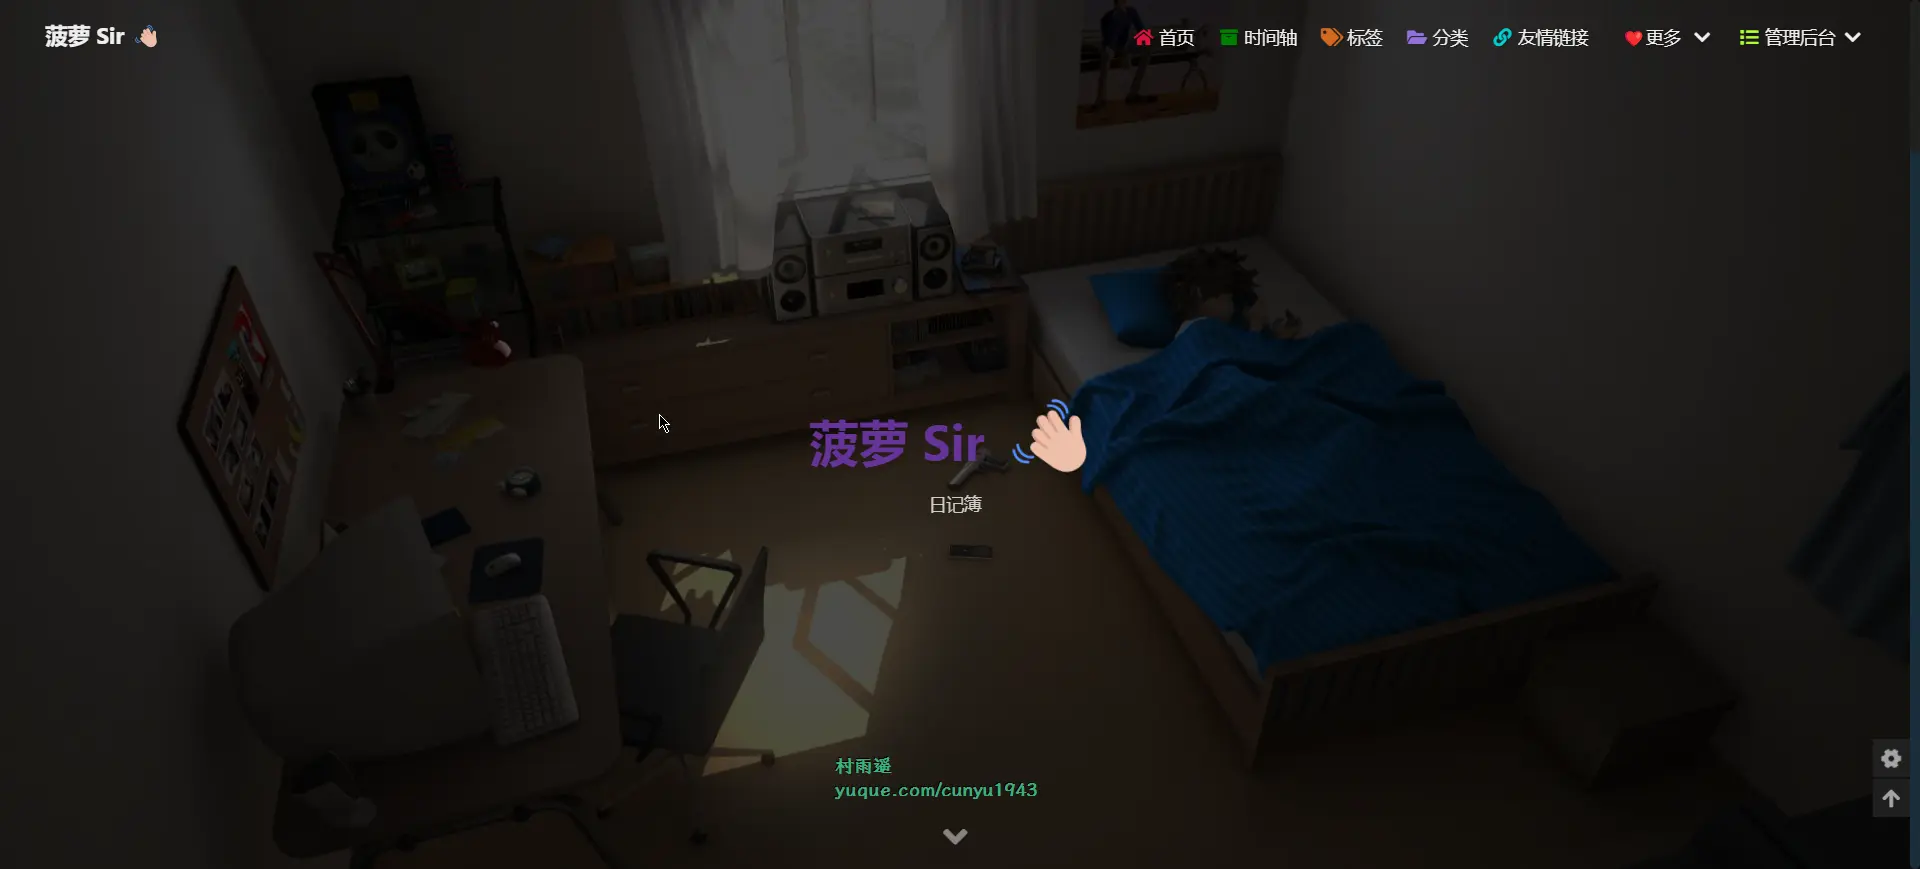 菠萝 Sir 👋🏻
首页 时间轴 标签 分类 友情链接 更多 管理后台
菠萝 Sir 👋🏻
日记簿
村雨遥
yuque.com/cunyu1943